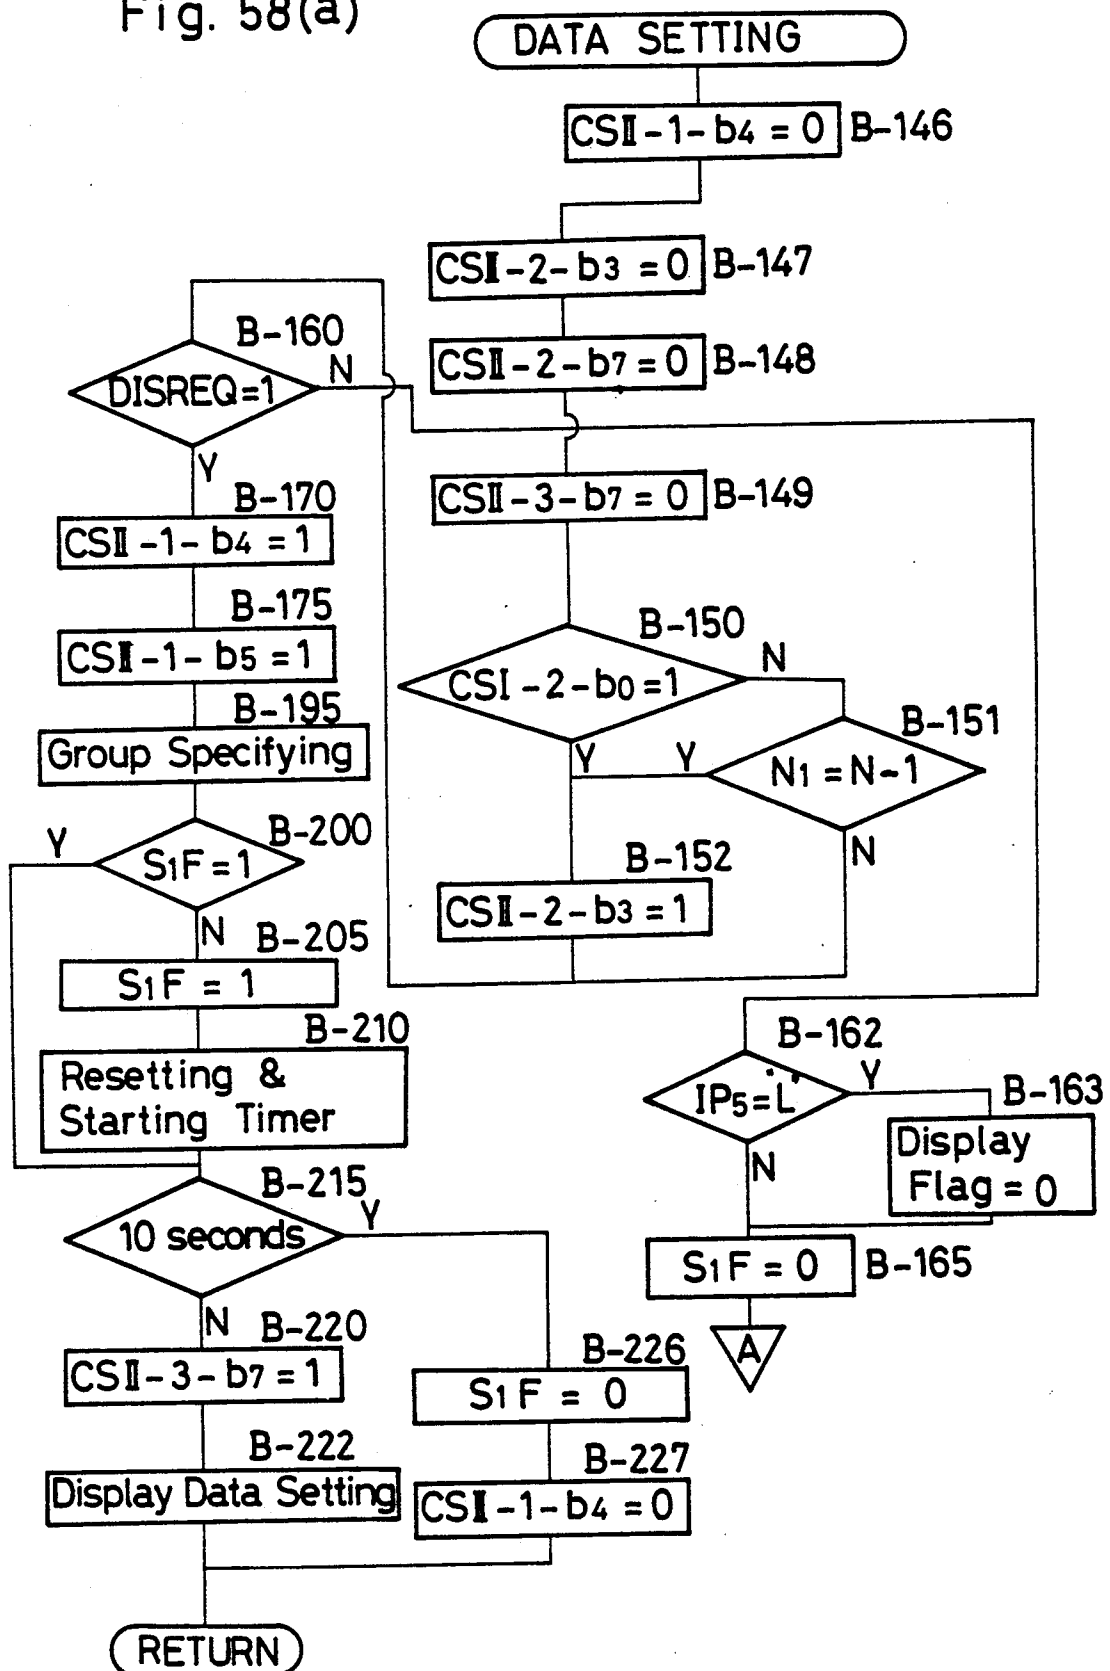 Fig. 58(a)
DATA SETTING
CSⅡ-1-b4 = 0 B-146
CSⅡ-2-b3 = 0 B-147
CSⅡ-2-b7 = 0 B-148
CSⅡ-3-b7 = 0 B-149
B-150
CSI-2-b0=1
N
Y
B-151
N1 = N-1
Y
N
B-152
CSⅡ-2-b3 = 1
B-160
DISREQ=1
N
Y
B-170
CSⅡ-1-b4 = 1
B-175
CSⅡ-1-b5 = 1
B-195
Group Specifying
B-200
S1F=1
Y
N
B-205
S1F = 1
B-210
Resetting &
Starting Timer
B-215
10 seconds
Y
N
B-220
CSⅡ-3-b7 = 1
B-222
Display Data Setting
B-226
S1F = 0
B-227
CSⅡ-1-b4 = 0
RETURN
B-162
IP5="L"
Y
N
B-163
Display
Flag = 0
S1F = 0 B-165
A